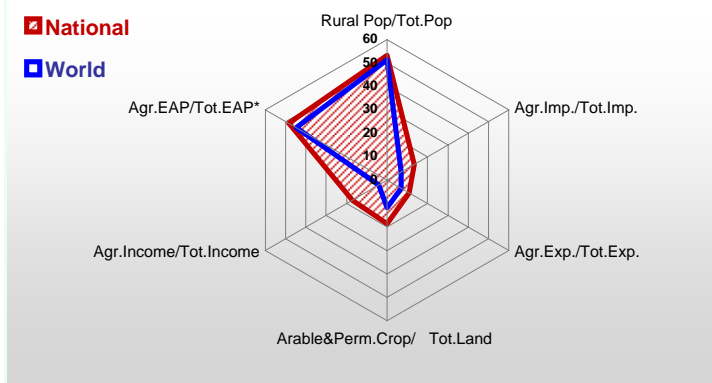 National
World
Rural Pop/Tot.Pop
60
50
40
30
20
10
0
Agr.EAP/Tot.EAP*
Agr.Imp./Tot.Imp.
Agr.Income/Tot.Income
Agr.Exp./Tot.Exp.
Arable&Perm.Crop/ Tot.Land